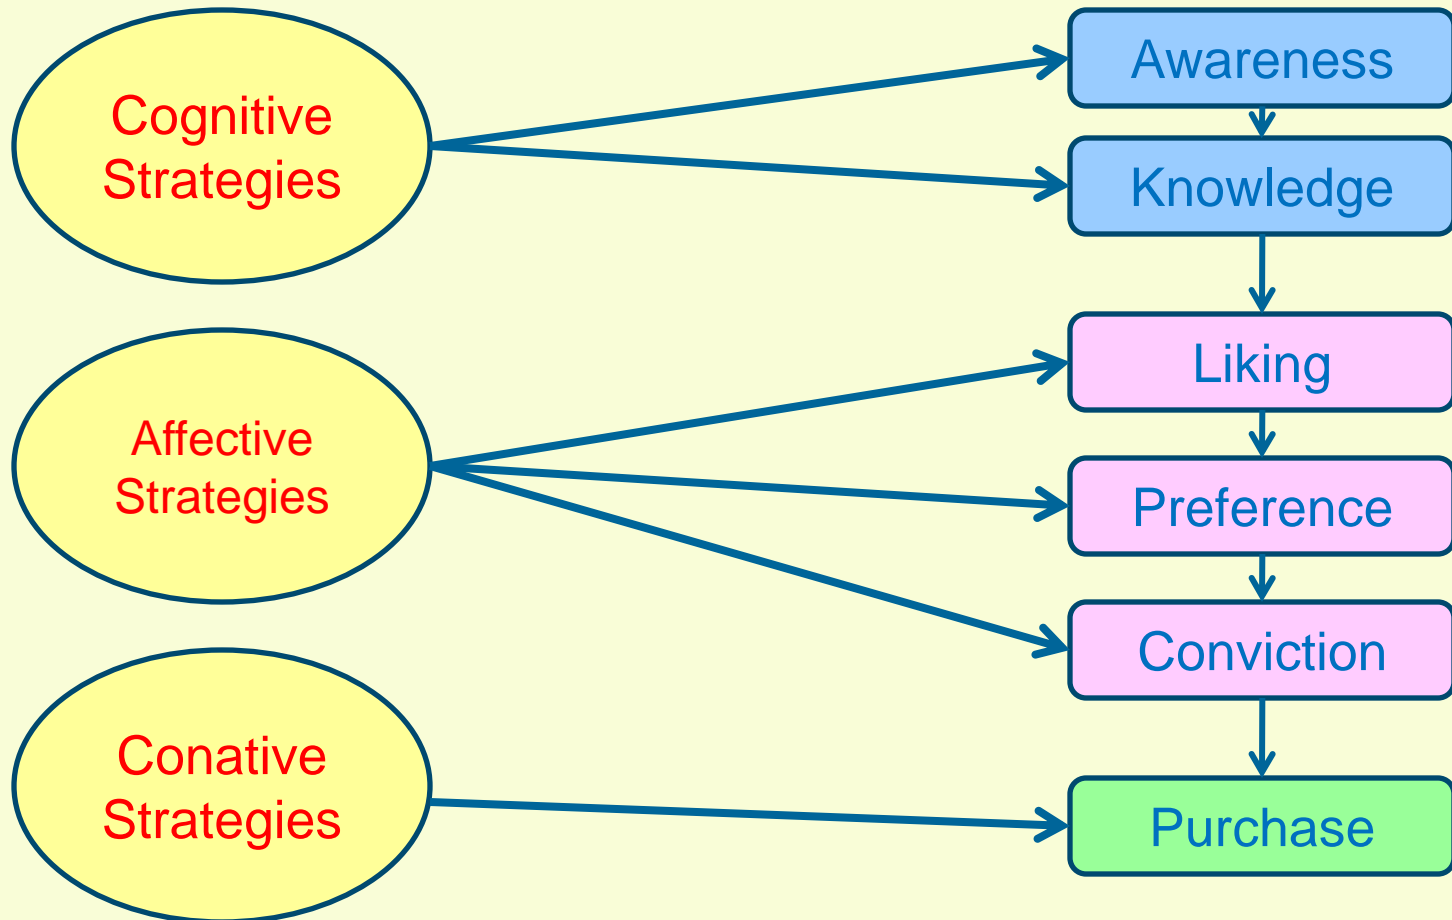 Cognitive
Strategies
Awareness
Knowledge
Affective
Strategies
Liking
Preference
Conviction
Conative
Strategies
Purchase